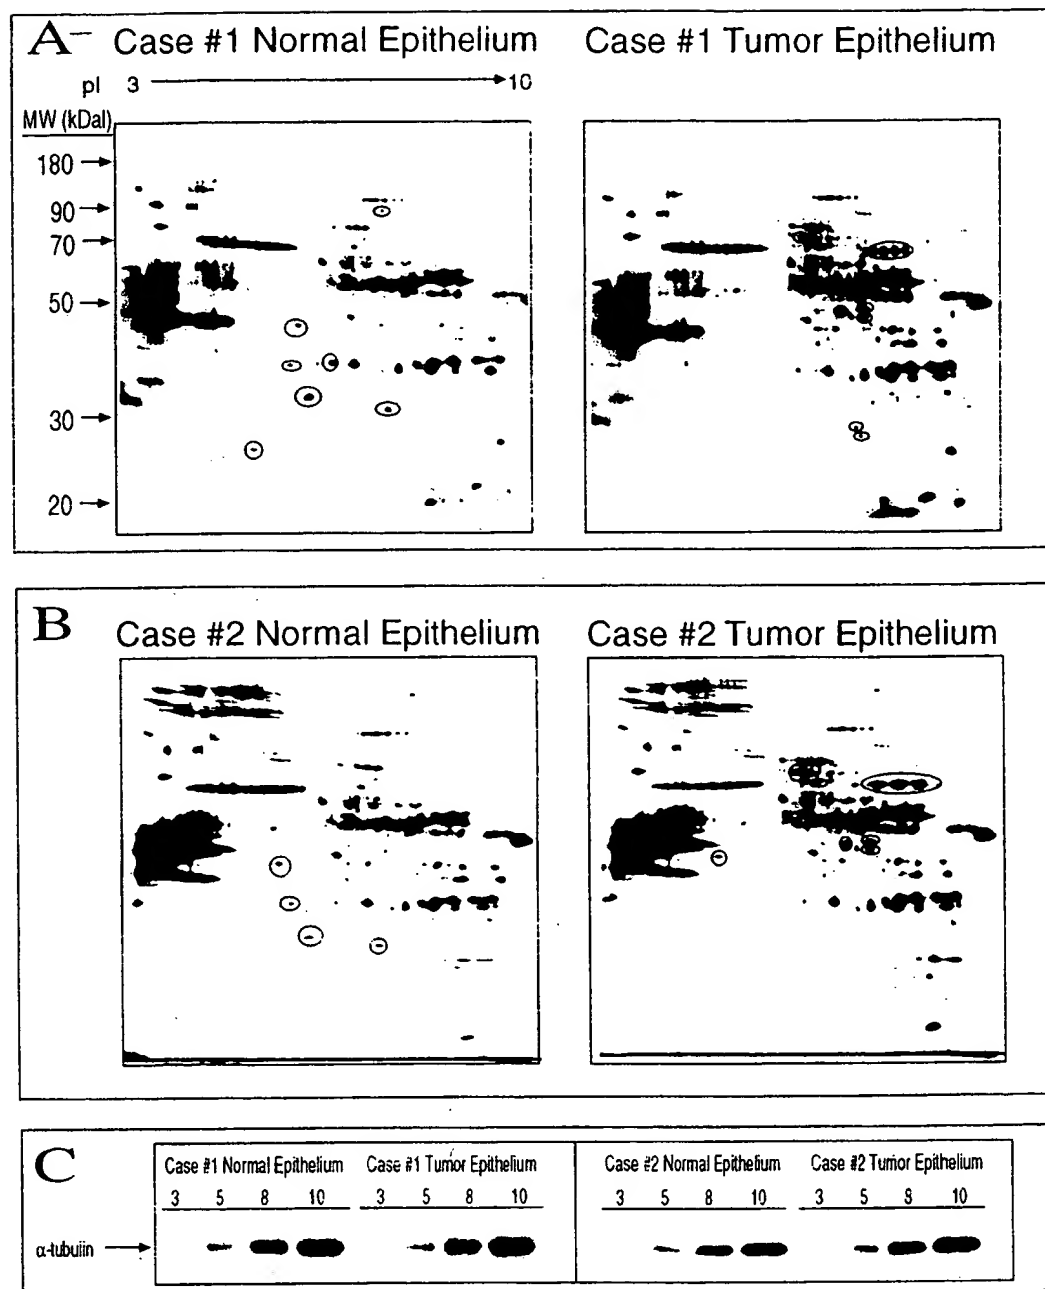 A Case #1 Normal Epithelium Case #1 Tumor Epithelium
pI 3 10
MW (kDal)
180
90
70
50
30
20
B Case #2 Normal Epithelium Case #2 Tumor Epithelium
C Case #1 Normal Epithelium Case #1 Tumor Epithelium Case #2 Normal Epithelium Case #2 Tumor Epithelium
3 5 8 10 3 5 8 10 3 5 8 10 3 5 8 10
α-tubulin